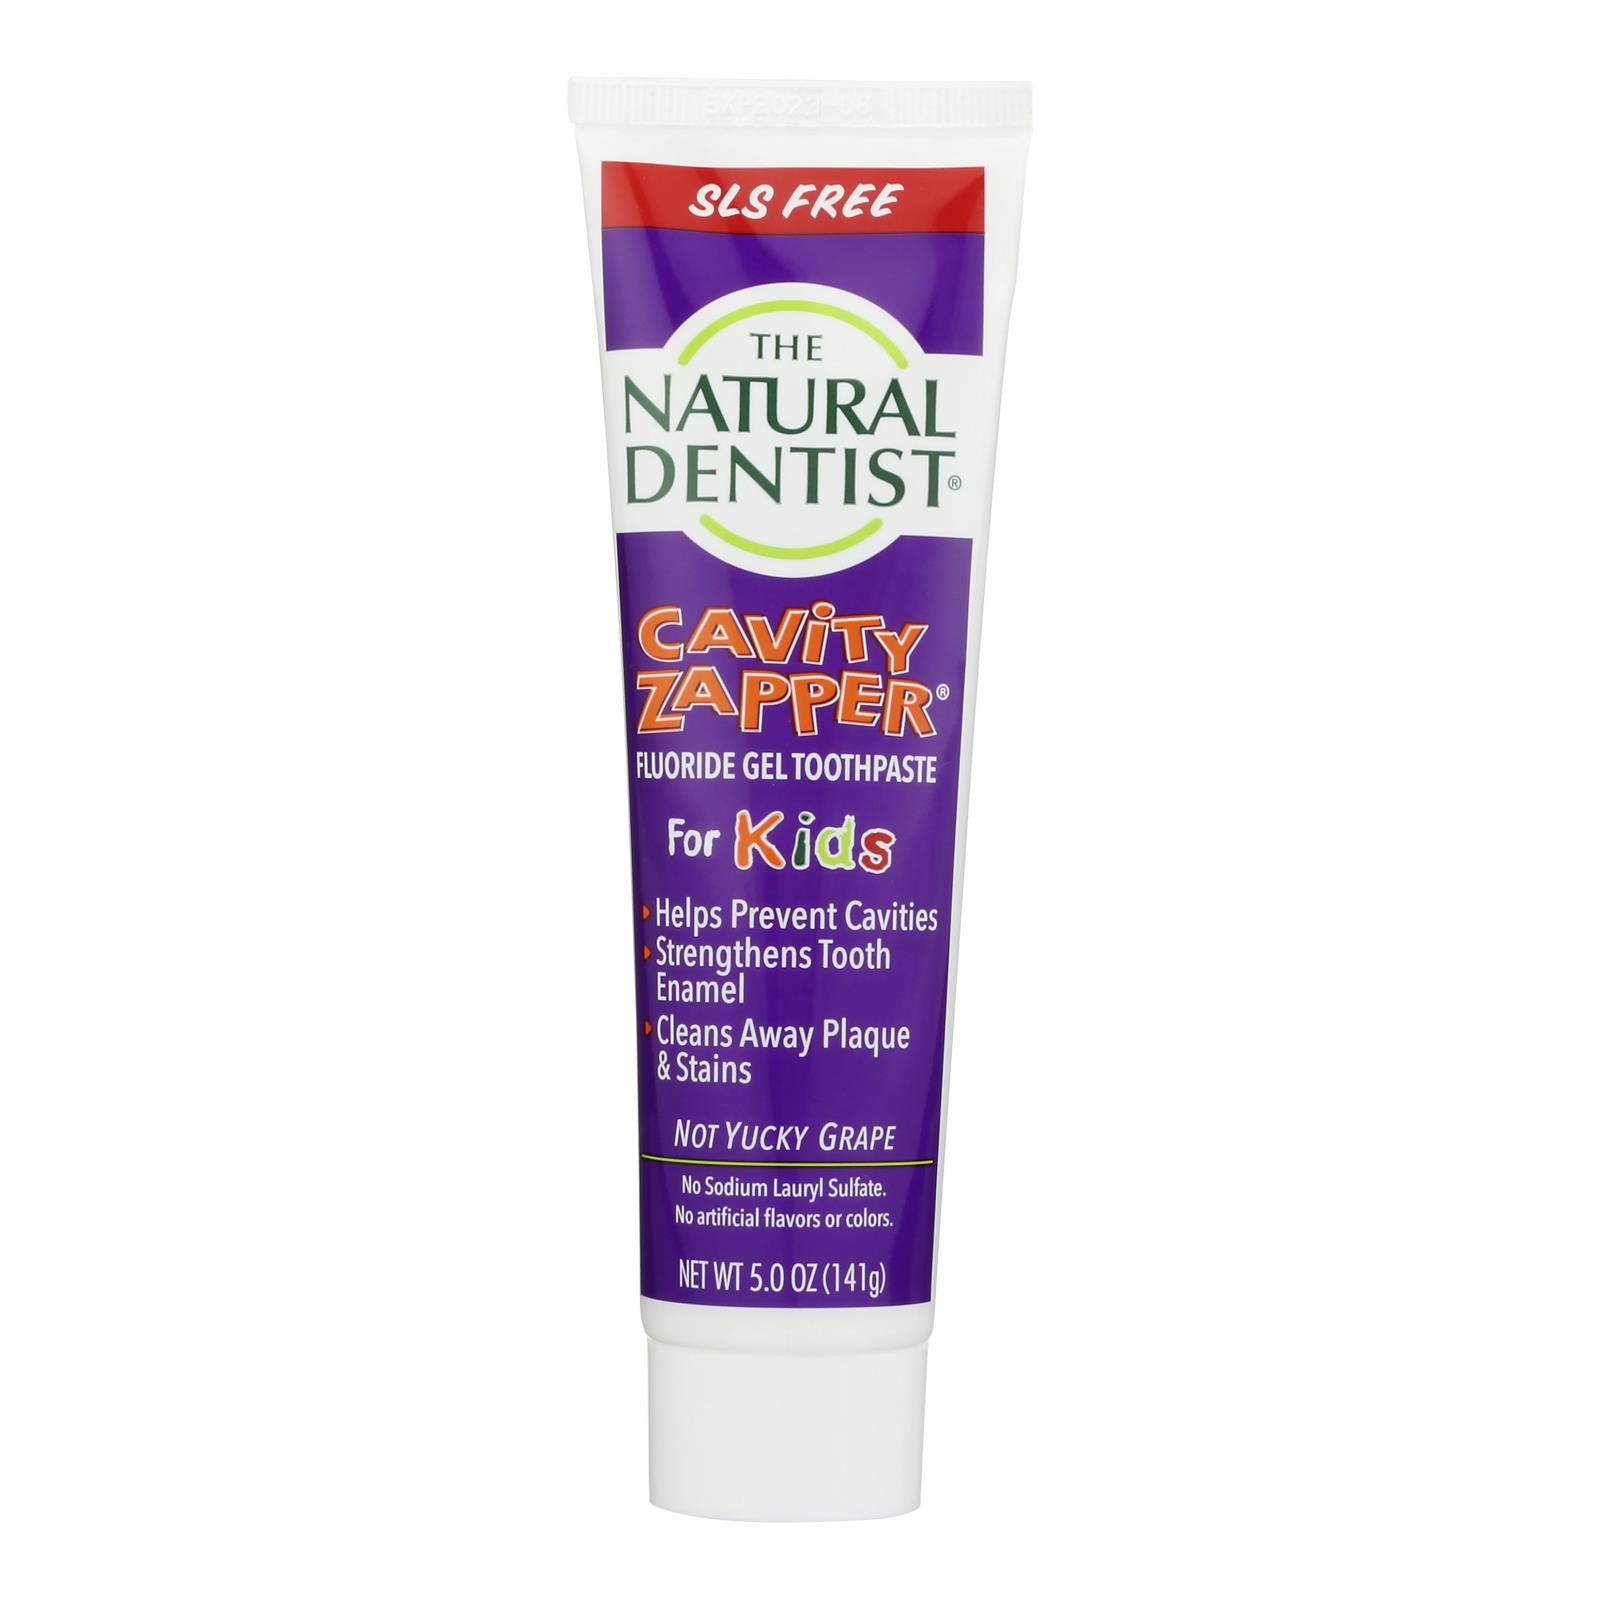 EXP2023-08
SLS FREE
THE
NATURAL
DENTIST®
CAViTY
ZAPPER®
FLUORIDE GEL TOOTHPASTE
For Kids
Helps Prevent Cavities
Strengthens Tooth
Enamel
Cleans Away Plaque
& Stains
NOT YUCKY GRAPE
No Sodium Lauryl Sulfate.
No artificial flavors or colors.
NET WT 5.0 OZ (141g)